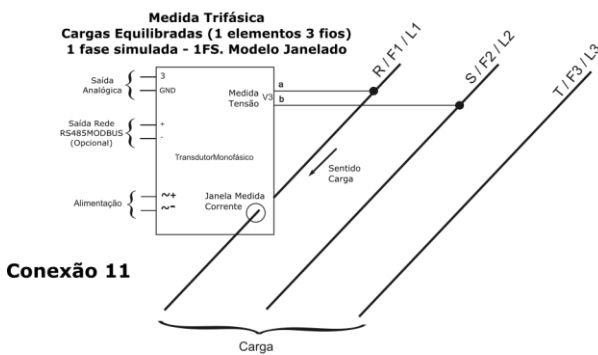 Medida Trifásica
Cargas Equilibradas (1 elementos 3 fios)
1 fase simulada - 1FS. Modelo Janelado
R / F1 / L1
S / F2 / L2
T / F3 / L3
Saída
Analógica
3
GND
Medida
Tensão
V3
a
b
Saída Rede
RS485MODBUS
(Opcional)
+
-
TransdutorMonofásico
Sentido
Carga
Alimentação
~+
~-
Janela Medida
Corrente
Conexão 11
Carga